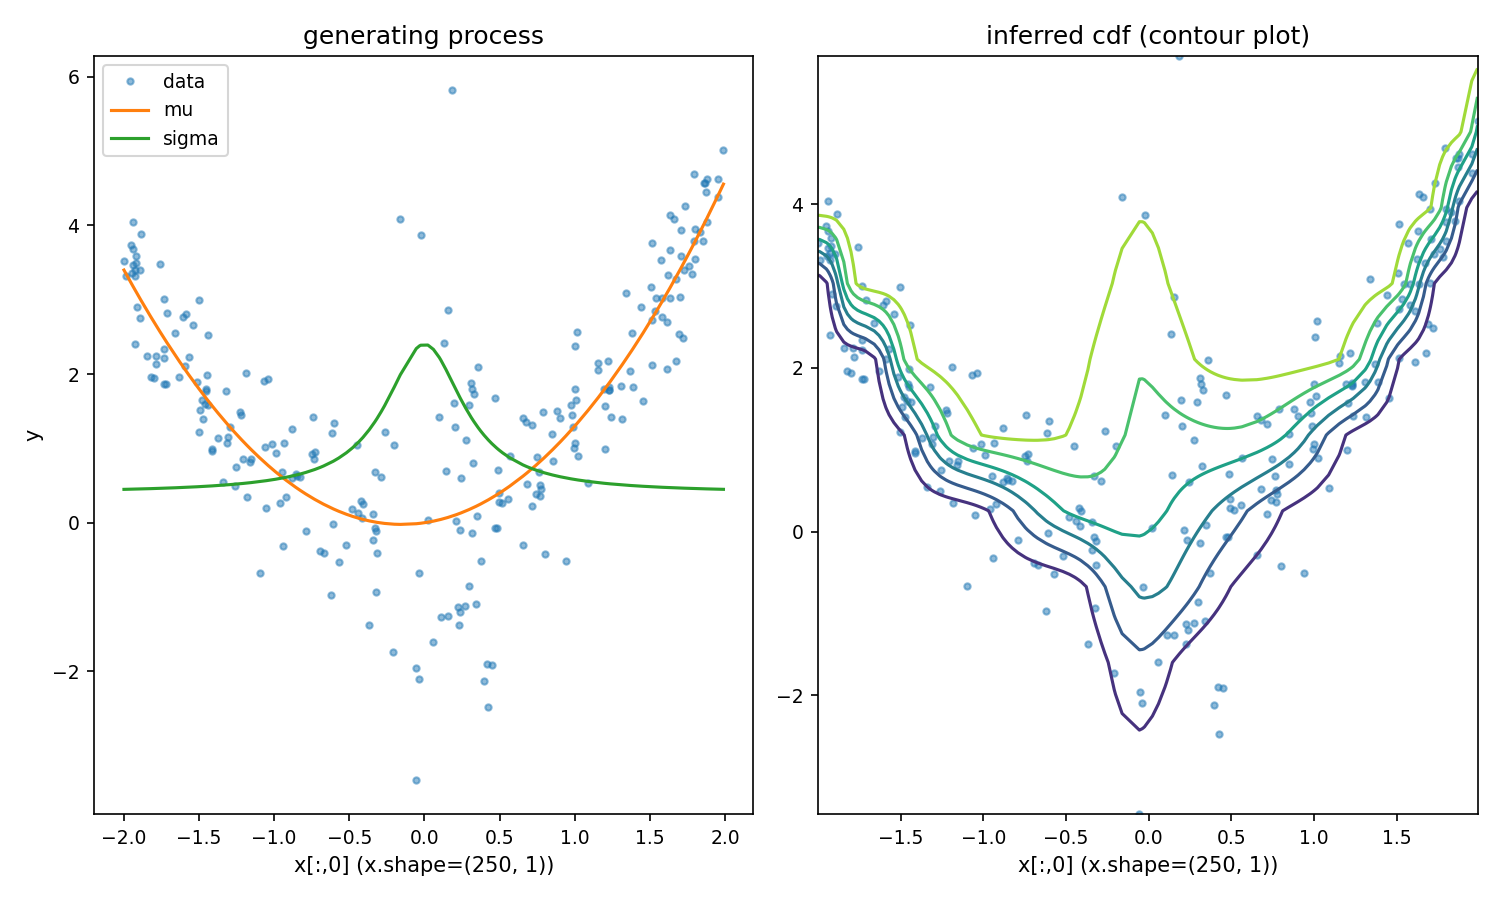 generating process
data
mu
sigma
6
4
2
0
−2
y
−2.0 −1.5 −1.0 −0.5 0.0 0.5 1.0 1.5 2.0
x[:,0] (x.shape=(250, 1))
inferred cdf (contour plot)
4
2
0
−2
−1.5 −1.0 −0.5 0.0 0.5 1.0 1.5
x[:,0] (x.shape=(250, 1))